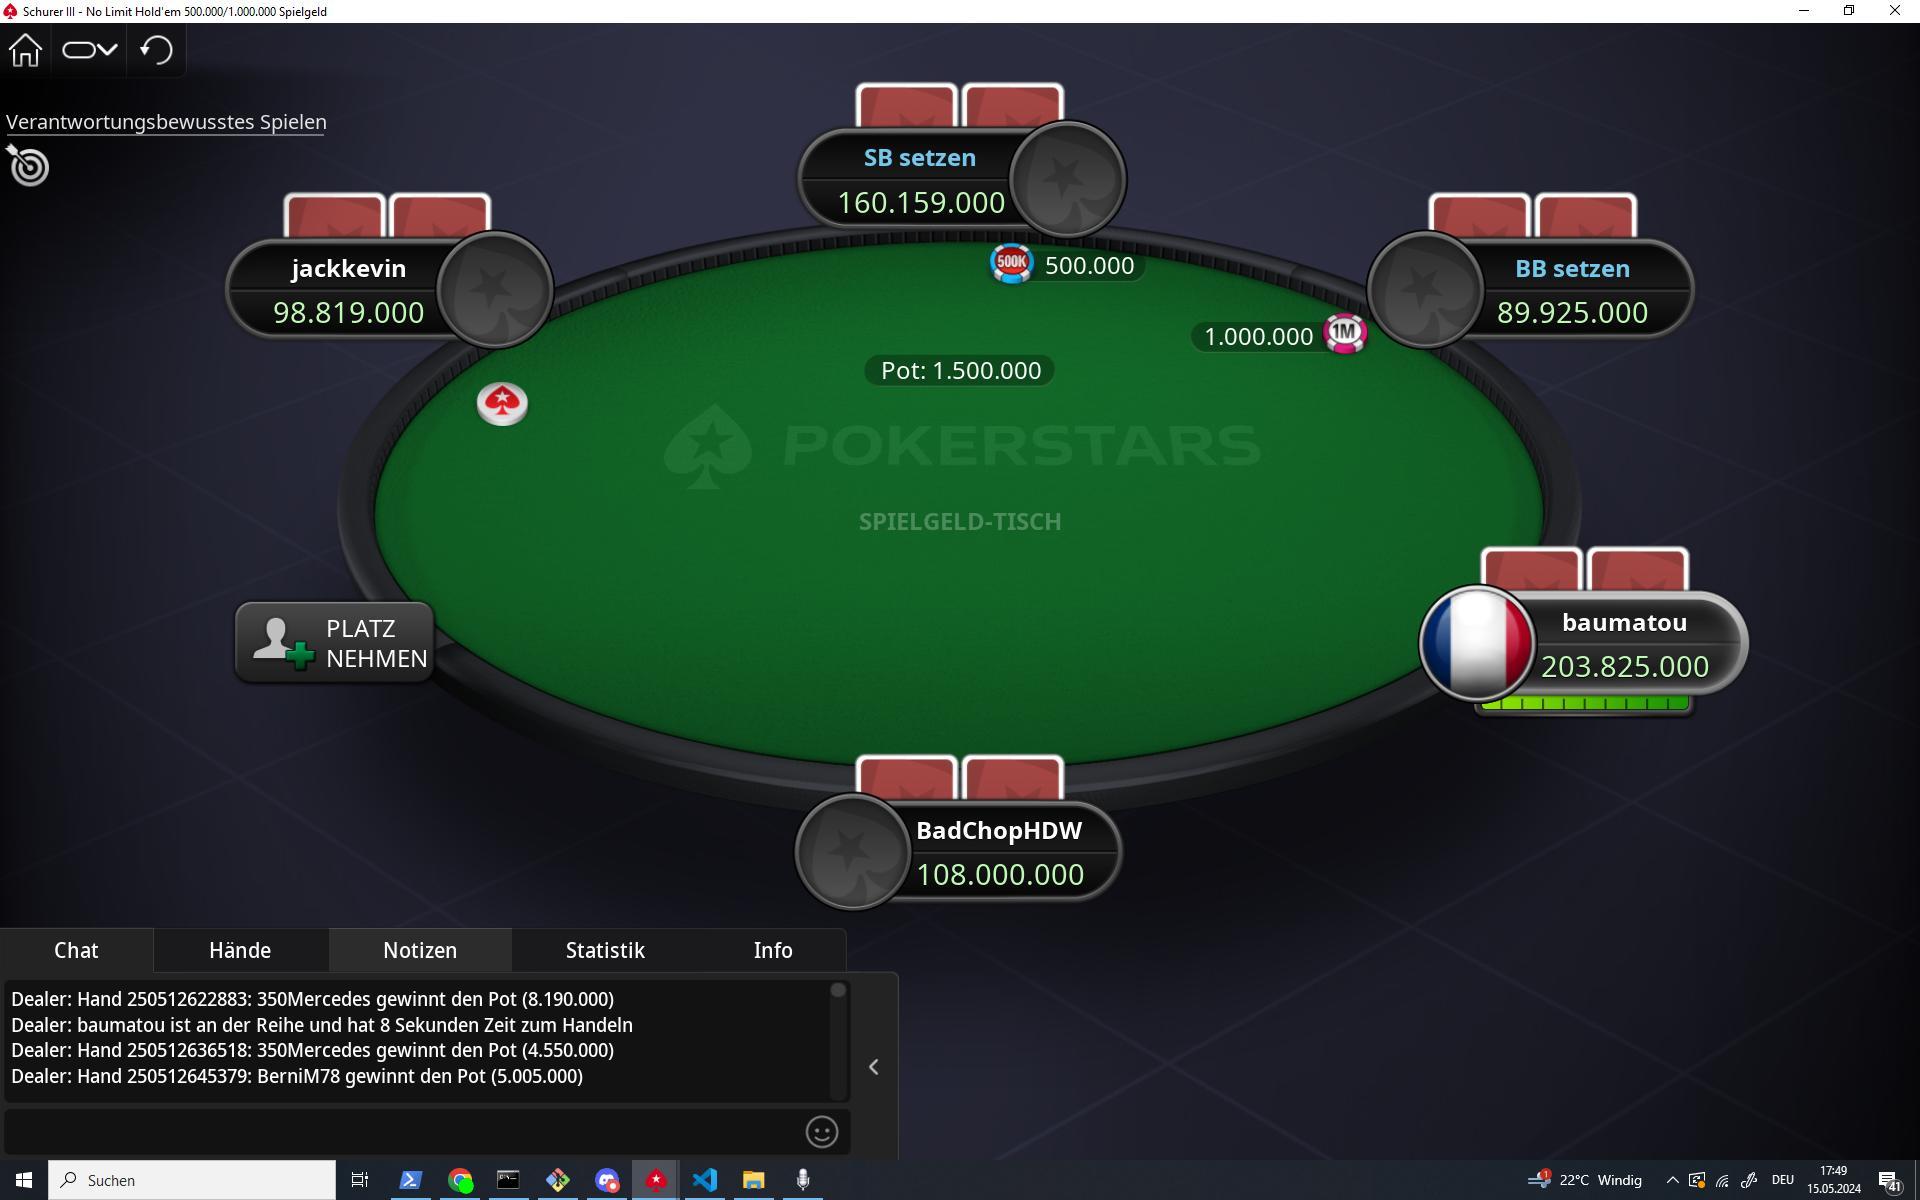 Schurer III - No Limit Hold'em 500.000/1.000.000 Spielgeld
Verantwortungsbewusstes Spielen
SB setzen
160.159.000
jackkevin
98.819.000
BB setzen
89.925.000
500K 500.000
1.000.000 1M
Pot: 1.500.000
POKERSTARS
SPIELGELD-TISCH
PLATZ
NEHMEN
baumatou
203.825.000
BadChopHDW
108.000.000
Chat Hände Notizen Statistik Info
Dealer: Hand 250512622883: 350Mercedes gewinnt den Pot (8.190.000)
Dealer: baumatou ist an der Reihe und hat 8 Sekunden Zeit zum Handeln
Dealer: Hand 250512636518: 350Mercedes gewinnt den Pot (4.550.000)
Dealer: Hand 250512645379: BerniM78 gewinnt den Pot (5.005.000)
Suchen
1 22°C Windig DEU 17:49
15.05.2024 41